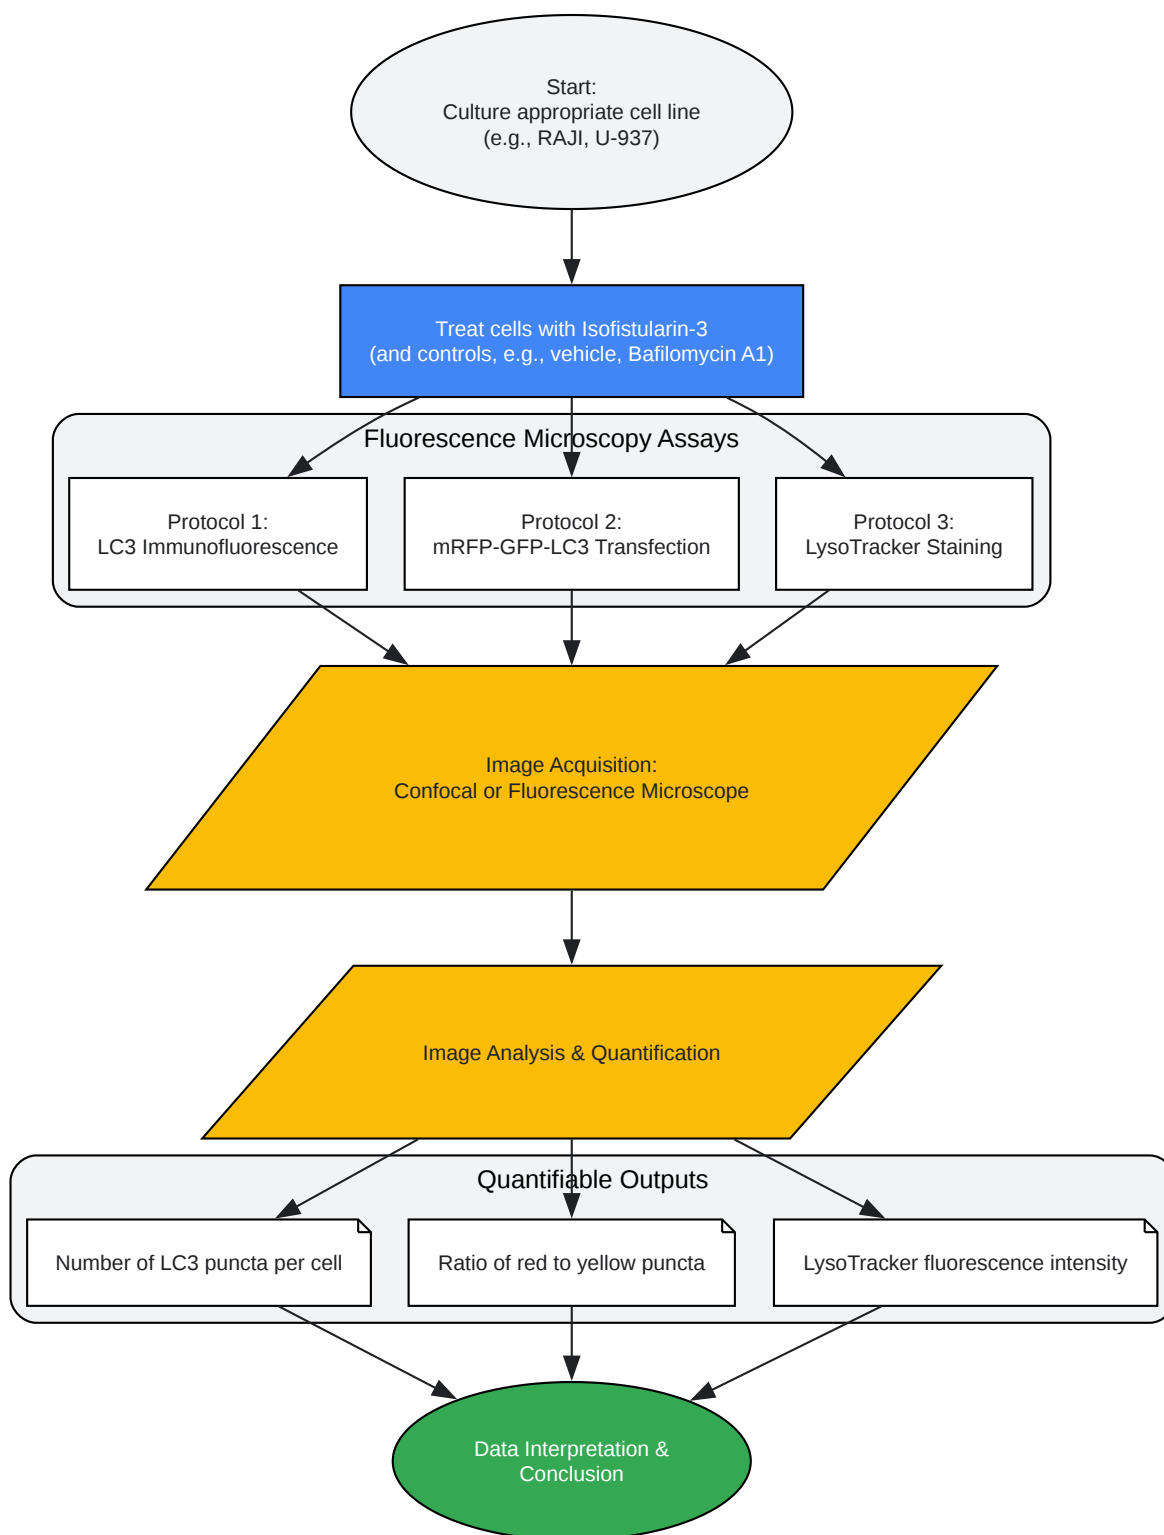 Start:
Culture appropriate cell line
(e.g., RAJI, U-937)
Treat cells with Isofistularin-3
(and controls, e.g., vehicle, Bafilomycin A1)
Fluorescence Microscopy Assays
Protocol 1:
LC3 Immunofluorescence
Protocol 2:
mRFP-GFP-LC3 Transfection
Protocol 3:
LysoTracker Staining
Image Acquisition:
Confocal or Fluorescence Microscope
Image Analysis & Quantification
Quantifiable Outputs
Number of LC3 puncta per cell
Ratio of red to yellow puncta
LysoTracker fluorescence intensity
Data Interpretation &
Conclusion